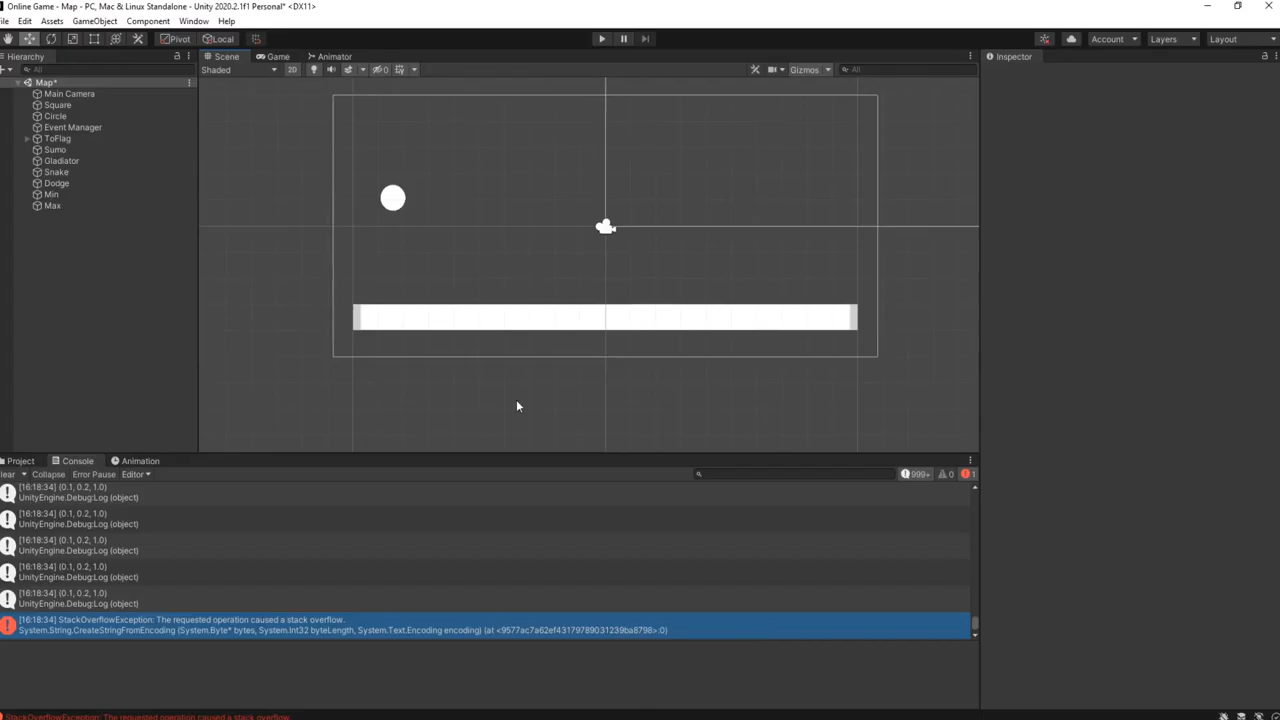 Online Game - Map - PC, Mac & Linux Standalone - Unity 2020.2.1f1 Personal* <DX11>
ile Edit Assets GameObject Component Window Help
Pivot Local Account Layers Layout
Hierarchy Scene Game Animator Inspector
All Shaded 2D 0 Gizmos All
Map*
Main Camera
Square
Circle
Event Manager
ToFlag
Sumo
Gladiator
Snake
Dodge
Min
Max
Project Console Animation
lear Collapse Error Pause Editor 999+ 0 1
[16:18:34] (0.1, 0.2, 1.0)
UnityEngine.Debug:Log (object)
[16:18:34] (0.1, 0.2, 1.0)
UnityEngine.Debug:Log (object)
[16:18:34] (0.1, 0.2, 1.0)
UnityEngine.Debug:Log (object)
[16:18:34] (0.1, 0.2, 1.0)
UnityEngine.Debug:Log (object)
[16:18:34] (0.1, 0.2, 1.0)
UnityEngine.Debug:Log (object)
[16:18:34] StackOverflowException: The requested operation caused a stack overflow.
System.String.CreateStringFromEncoding (System.Byte* bytes, System.Int32 byteLength, System.Text.Encoding encoding) (at <9577ac7a62ef43179789031239ba8798>:0)
StackOverflowException: The requested operation caused a stack overflow.